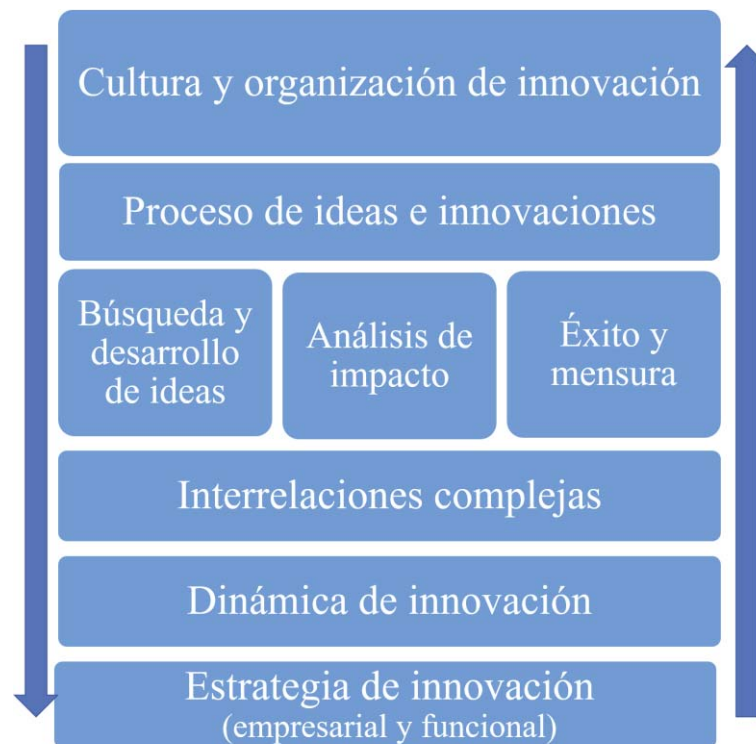 Cultura y organización de innovación
Proceso de ideas e innovaciones
Búsqueda y
desarrollo
de ideas
Análisis de
impacto
Éxito y
mensura
Interrelaciones complejas
Dinámica de innovación
Estrategia de innovación
(empresarial y funcional)